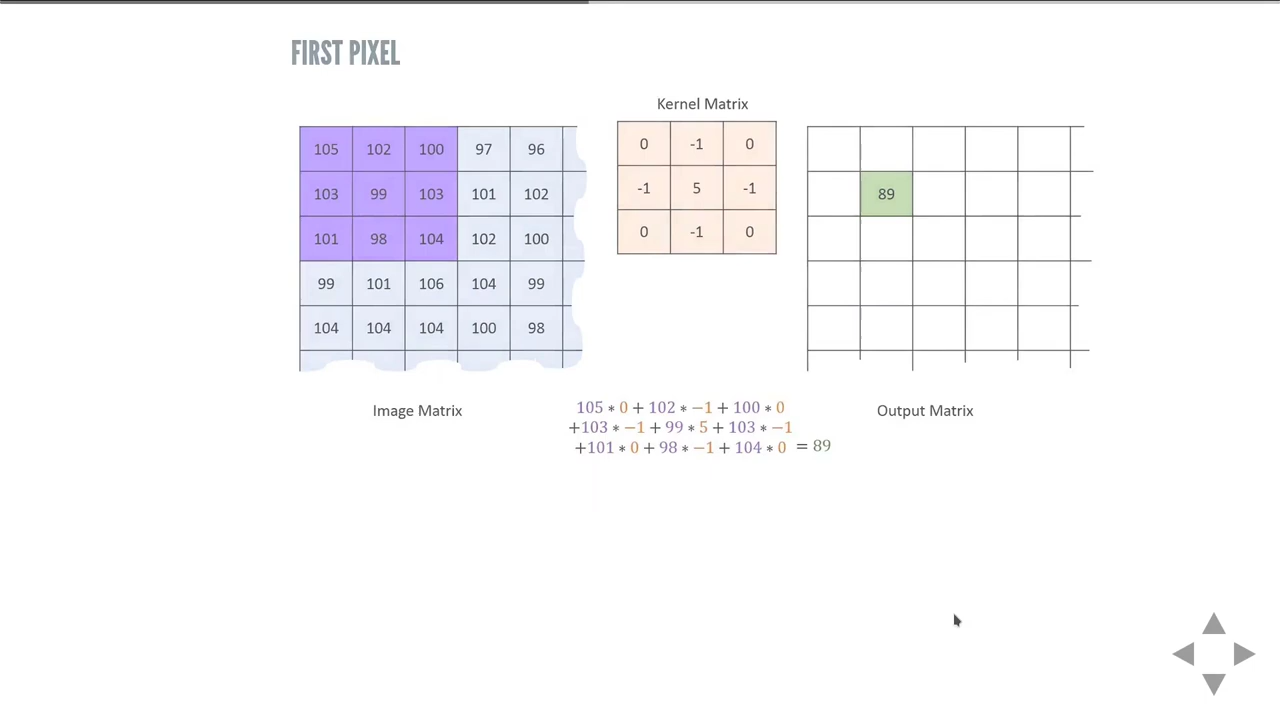 FIRST PIXEL
Kernel Matrix
105 102 100 97 96
103 99 103 101 102
101 98 104 102 100
99 101 106 104 99
104 104 104 100 98
0 -1 0
-1 5 -1
0 -1 0
89
Image Matrix
Output Matrix
105 ∗ 0 + 102 ∗ −1 + 100 ∗ 0
+103 ∗ −1 + 99 ∗ 5 + 103 ∗ −1
+101 ∗ 0 + 98 ∗ −1 + 104 ∗ 0 = 89